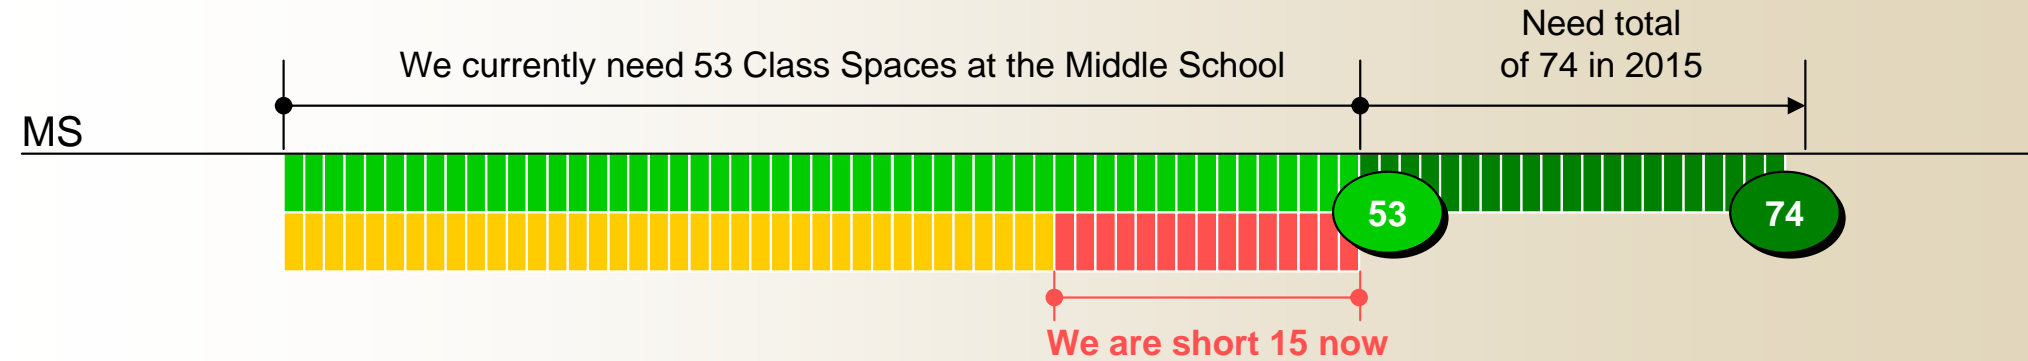 Need total
We currently need 53 Class Spaces at the Middle School
of 74 in 2015
MS
53
74
We are short 15 now